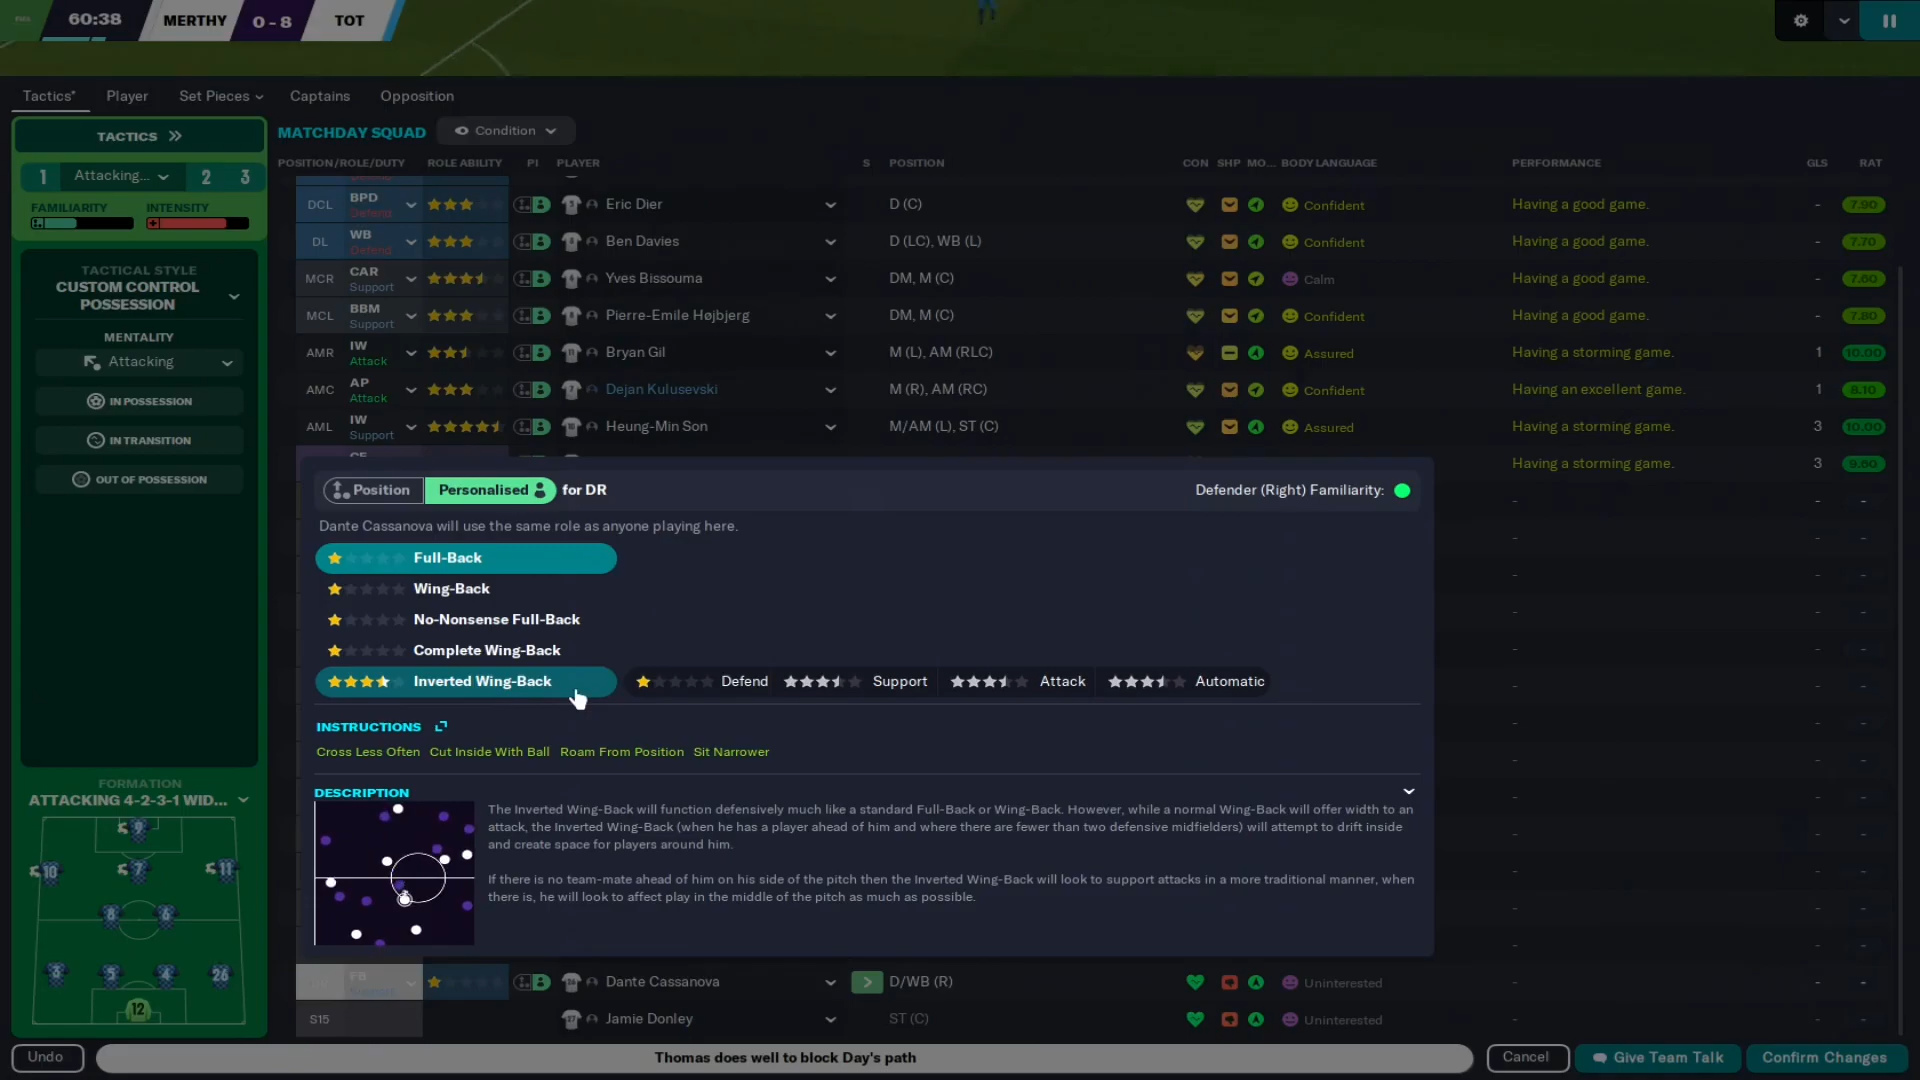 60:38 MERTHY 0 - 8 TOT
Tactics* Player Set Pieces Captains Opposition
TACTICS
MATCHDAY SQUAD Condition
POSITION/ROLE/DUTY ROLE ABILITY PI PLAYER S POSITION CON SHP MO... BODY LANGUAGE PERFORMANCE GLS RAT
1 Attacking... 2 3
FAMILIARITY INTENSITY
DCL BPD Defend Eric Dier D (C) Confident Having a good game. - 7.90
DL WB Defend Ben Davies D (LC), WB (L) Confident Having a good game. - 7.70
MCR CAR Support Yves Bissouma DM, M (C) Calm Having a good game. - 7.60
MCL BBM Support Pierre-Emile Højbjerg DM, M (C) Confident Having a good game. - 7.80
AMR IW Attack Bryan Gil M (L), AM (RLC) Assured Having a storming game. 1 10.00
AMC AP Attack Dejan Kulusevski M (R), AM (RC) Confident Having an excellent game. 1 8.10
AML IW Support Heung-Min Son M/AM (L), ST (C) Assured Having a storming game. 3 10.00
Having a storming game. 3 9.60
TACTICAL STYLE
CUSTOM CONTROL
POSSESSION
MENTALITY
Attacking
IN POSSESSION
IN TRANSITION
OUT OF POSSESSION
Position Personalised for DR Defender (Right) Familiarity:
Dante Cassanova will use the same role as anyone playing here.
Full-Back
Wing-Back
No-Nonsense Full-Back
Complete Wing-Back
Inverted Wing-Back Defend Support Attack Automatic
INSTRUCTIONS
Cross Less Often Cut Inside With Ball Roam From Position Sit Narrower
DESCRIPTION
The Inverted Wing-Back will function defensively much like a standard Full-Back or Wing-Back. However, while a normal Wing-Back will offer width to an
attack, the Inverted Wing-Back (when he has a player ahead of him and where there are fewer than two defensive midfielders) will attempt to drift inside
and create space for players around him.
If there is no team-mate ahead of him on his side of the pitch then the Inverted Wing-Back will look to support attacks in a more traditional manner, when
there is, he will look to affect play in the middle of the pitch as much as possible.
FORMATION
ATTACKING 4-2-3-1 WID...
9
10 7 11
8 6
3 5 4 26
12
FB Support Dante Cassanova D/WB (R) Uninterested - -
S15 Jamie Donley ST (C) Uninterested - -
Undo Thomas does well to block Day's path Cancel Give Team Talk Confirm Changes